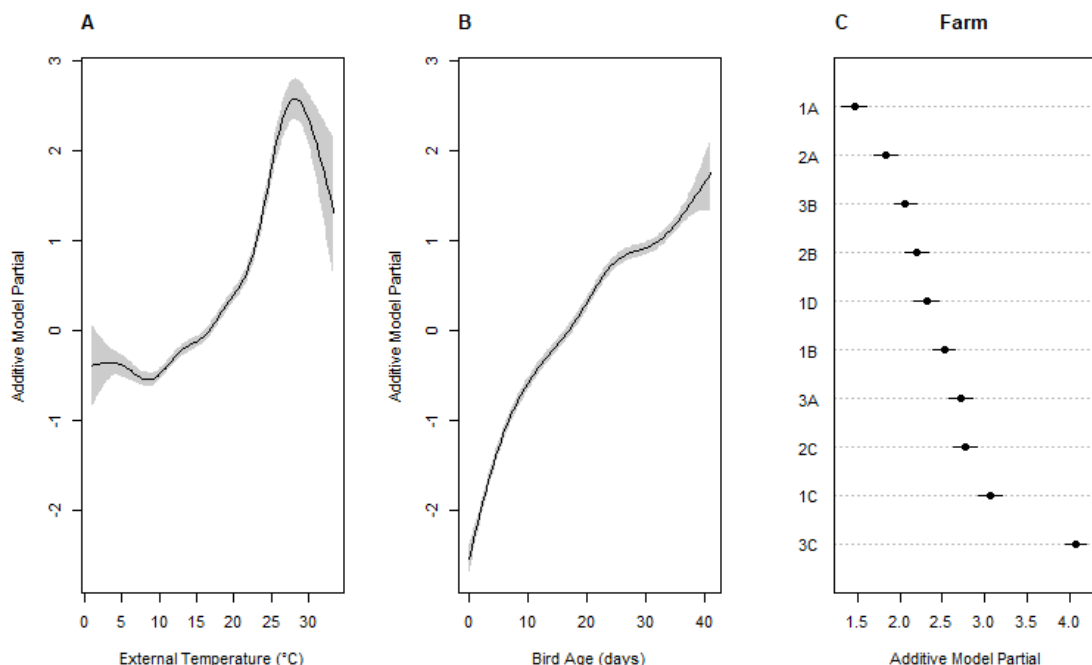 A
B
C Farm
3
2
1
0
-1
-2
Additive Model Partial
0 5 10 15 20 25 30
External Temperature (°C)
3
2
1
0
-1
-2
Additive Model Partial
0 10 20 30 40
Bird Age (days)
1A
2A
3B
2B
1D
1B
3A
2C
1C
3C
1.5 2.0 2.5 3.0 3.5 4.0
Additive Model Partial